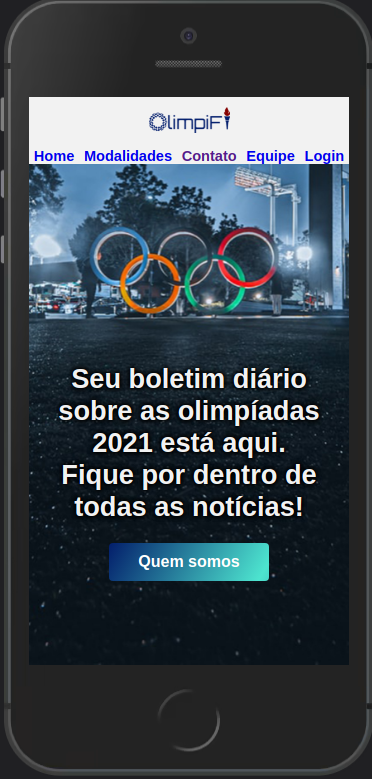 OlimpiFi
Home Modalidades Contato Equipe Login
Seu boletim diário
sobre as olimpíadas
2021 está aqui.
Fique por dentro de
todas as notícias!
Quem somos